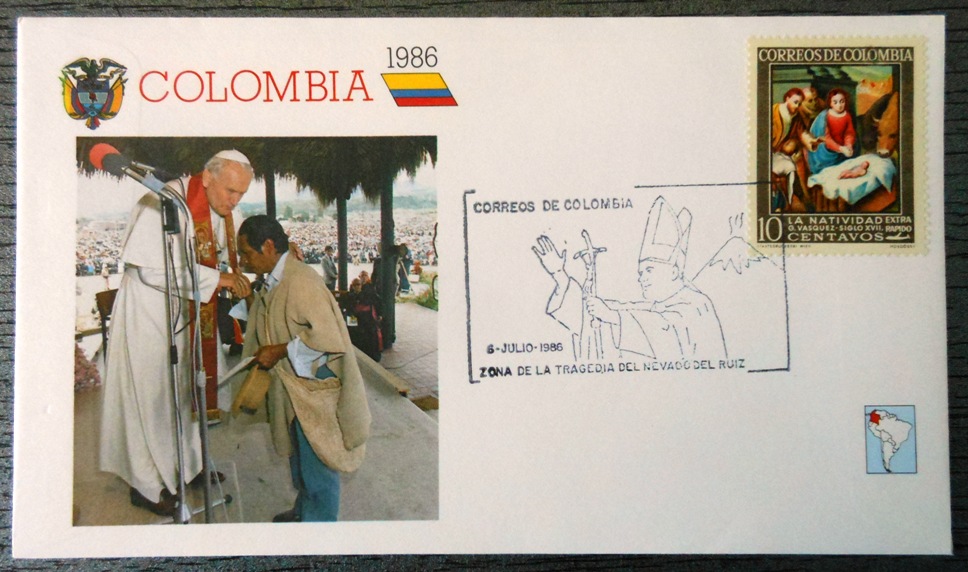 1986
COLOMBIA
CORREOS DE COLOMBIA
10 LA NATIVIDAD EXTRA
G. VASQUEZ - SIGLO XVII. RAPIDO
CENTAVOS
CORREOS DE COLOMBIA
6-JULIO-1986
ZONA DE LA TRAGEDIA DEL NEVADO DEL RUIZ